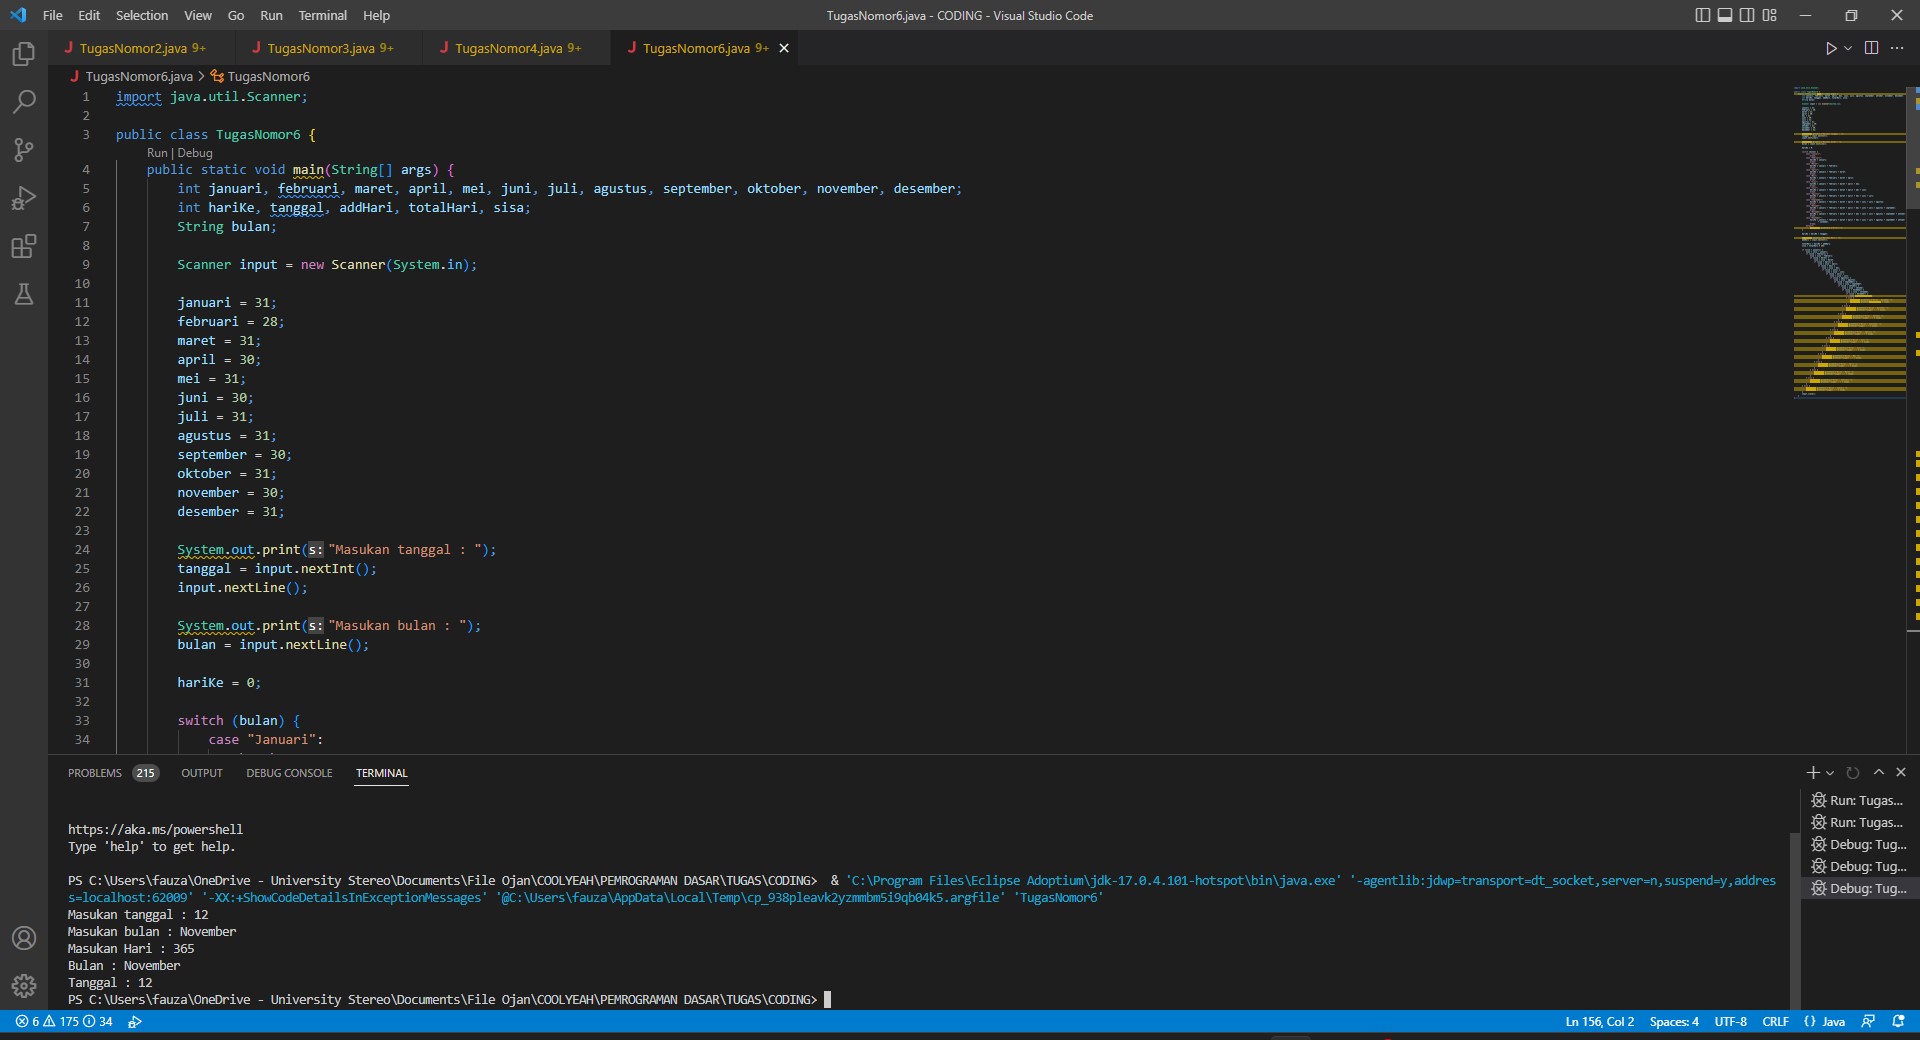 File Edit Selection View Go Run Terminal Help
TugasNomor6.java - CODING - Visual Studio Code
TugasNomor2.java 9+ TugasNomor3.java 9+ TugasNomor4.java 9+ TugasNomor6.java 9+
TugasNomor6.java > TugasNomor6
1 import java.util.Scanner;
2
3 public class TugasNomor6 {
Run | Debug
4 public static void main(String[] args) {
5 int januari, februari, maret, april, mei, juni, juli, agustus, september, oktober, november, desember;
6 int hariKe, tanggal, addHari, totalHari, sisa;
7 String bulan;
8
9 Scanner input = new Scanner(System.in);
10
11 januari = 31;
12 februari = 28;
13 maret = 31;
14 april = 30;
15 mei = 31;
16 juni = 30;
17 juli = 31;
18 agustus = 31;
19 september = 30;
20 oktober = 31;
21 november = 30;
22 desember = 31;
23
24 System.out.print(s: "Masukan tanggal : ");
25 tanggal = input.nextInt();
26 input.nextLine();
27
28 System.out.print(s: "Masukan bulan : ");
29 bulan = input.nextLine();
30
31 hariKe = 0;
32
33 switch (bulan) {
34 case "Januari":
PROBLEMS 215 OUTPUT DEBUG CONSOLE TERMINAL
https://aka.ms/powershell
Type 'help' to get help.
PS C:\Users\fauza\OneDrive - University Stereo\Documents\File Ojan\COOLYEAH\PEMROGRAMAN DASAR\TUGAS\CODING> & 'C:\Program Files\Eclipse Adoptium\jdk-17.0.4.101-hotspot\bin\java.exe' '-agentlib:jdwp=transport=dt_socket,server=n,suspend=y,addres
s=localhost:62009' '-XX:+ShowCodeDetailsInExceptionMessages' '@C:\Users\fauza\AppData\Local\Temp\cp_938pleavk2yzmmbm5i9qb04k5.argfile' 'TugasNomor6'
Masukan tanggal : 12
Masukan bulan : November
Masukan Hari : 365
Bulan : November
Tanggal : 12
PS C:\Users\fauza\OneDrive - University Stereo\Documents\File Ojan\COOLYEAH\PEMROGRAMAN DASAR\TUGAS\CODING>
Run: Tugas...
Run: Tugas...
Debug: Tug...
Debug: Tug...
Debug: Tug...
6 175 34
Ln 156, Col 2 Spaces: 4 UTF-8 CRLF {} Java